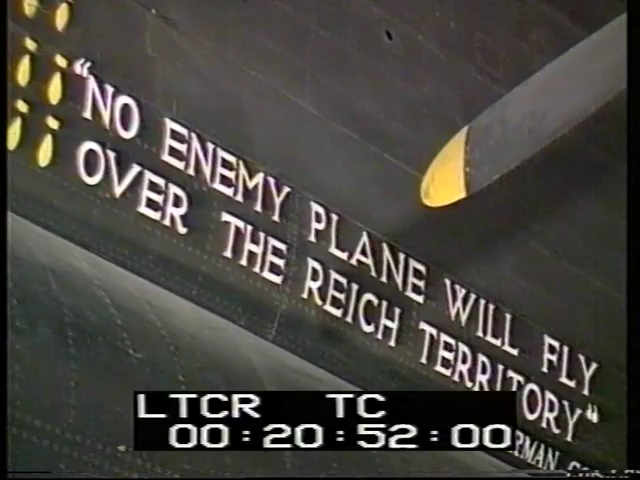 "NO ENEMY PLANE WILL FLY
OVER THE REICH TERRITORY"
LTCR TC
00:20:52:00